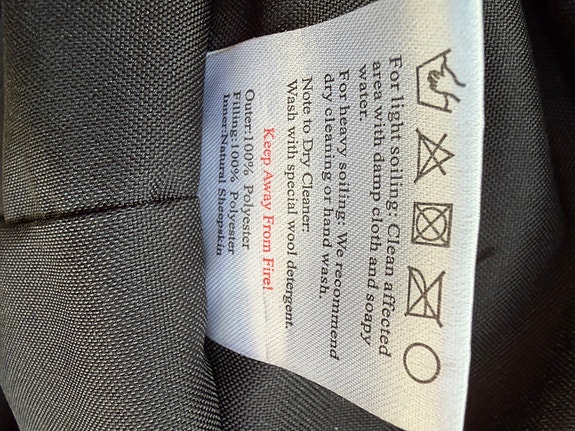 For light soiling: Clean affected
area with damp cloth and soapy
water.
For heavy soiling: We recommend
dry cleaning or hand wash.
Note to Dry Cleaner:
Wash with special wool detergent.
Keep Away From Fire!
Outer:100% Polyester
Filling:100% Polyester
Inner:Natural Sheepskin